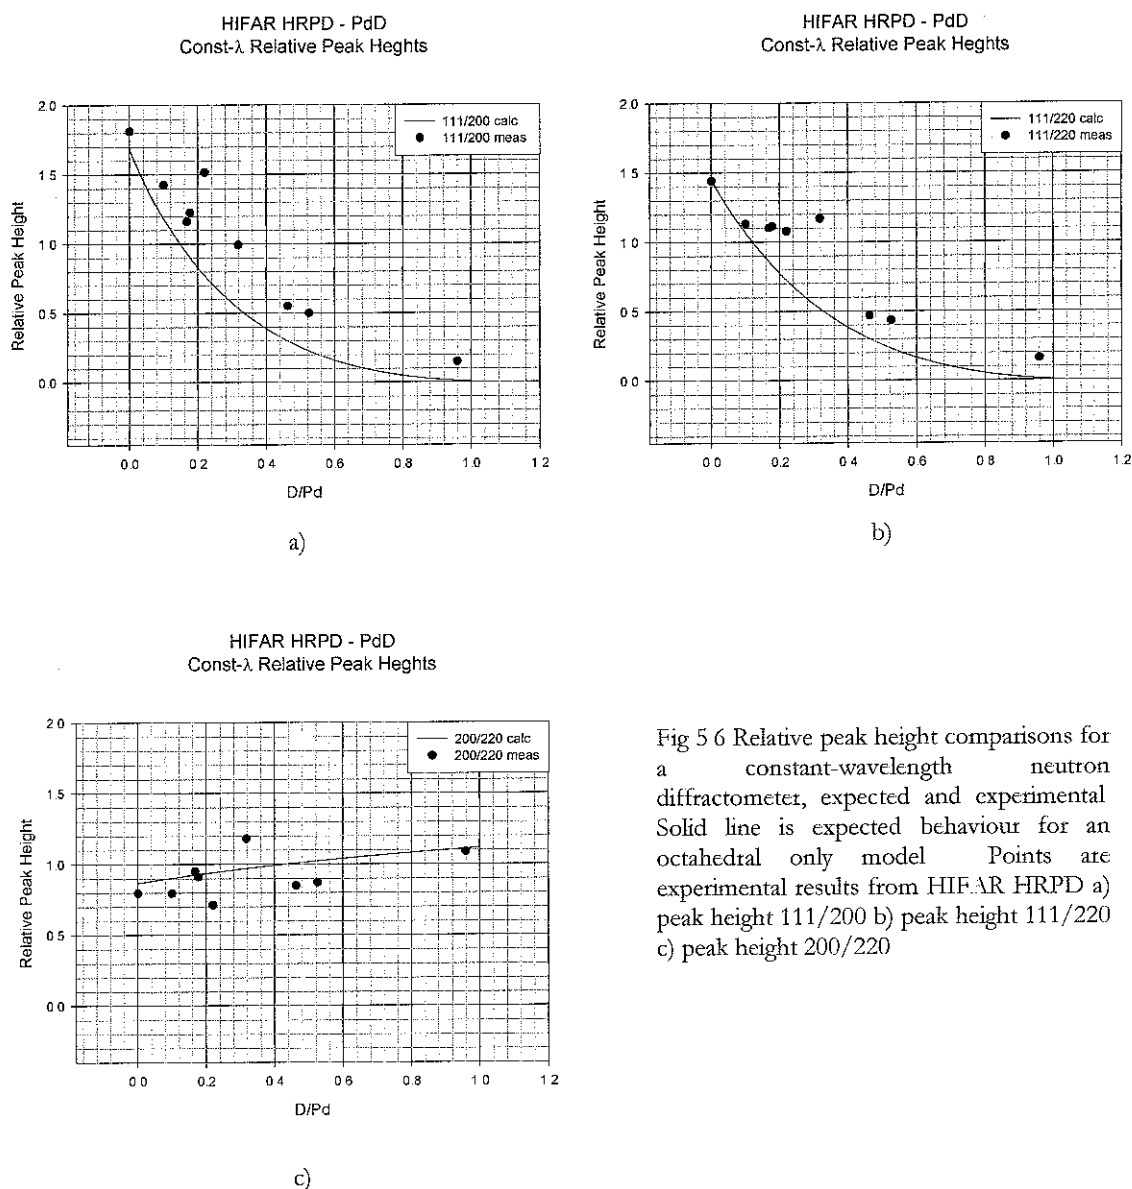 HIFAR HRPD - PdD
Const-λ Relative Peak Heghts
2.0
1.5
1.0
0.5
0.0
Relative Peak Height
111/200 calc
111/200 meas
0.0 0.2 0.4 0.6 0.8 1.0 1.2
D/Pd
a)
HIFAR HRPD - PdD
Const-λ Relative Peak Heghts
2.0
1.5
1.0
0.5
0.0
Relative Peak Height
111/220 calc
111/220 meas
0.0 0.2 0.4 0.6 0.8 1.0 1.2
D/Pd
b)
HIFAR HRPD - PdD
Const-λ Relative Peak Heghts
2.0
1.5
1.0
0.5
0.0
Relative Peak Height
200/220 calc
200/220 meas
0.0 0.2 0.4 0.6 0.8 1.0 1.2
D/Pd
c)
Fig 5 6 Relative peak height comparisons for
a constant-wavelength neutron
diffractometer, expected and experimental
Solid line is expected behaviour for an
octahedral only model Points are
experimental results from HIFAR HRPD a)
peak height 111/200 b) peak height 111/220
c) peak height 200/220